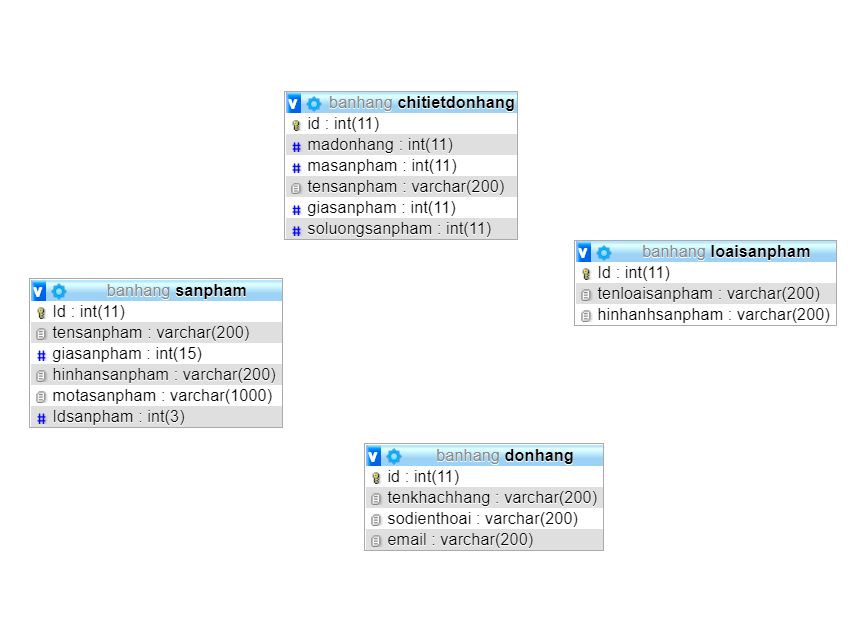 banhang chitietdonhang
id : int(11)
madonhang : int(11)
masanpham : int(11)
tensanpham : varchar(200)
giasanpham : int(11)
soluongsanpham : int(11)
banhang loaisanpham
Id : int(11)
tenloaisanpham : varchar(200)
hinhanhsanpham : varchar(200)
banhang sanpham
Id : int(11)
tensanpham : varchar(200)
giasanpham : int(15)
hinhansanpham : varchar(200)
motasanpham : varchar(1000)
Idsanpham : int(3)
banhang donhang
id : int(11)
tenkhachhang : varchar(200)
sodienthoai : varchar(200)
email : varchar(200)